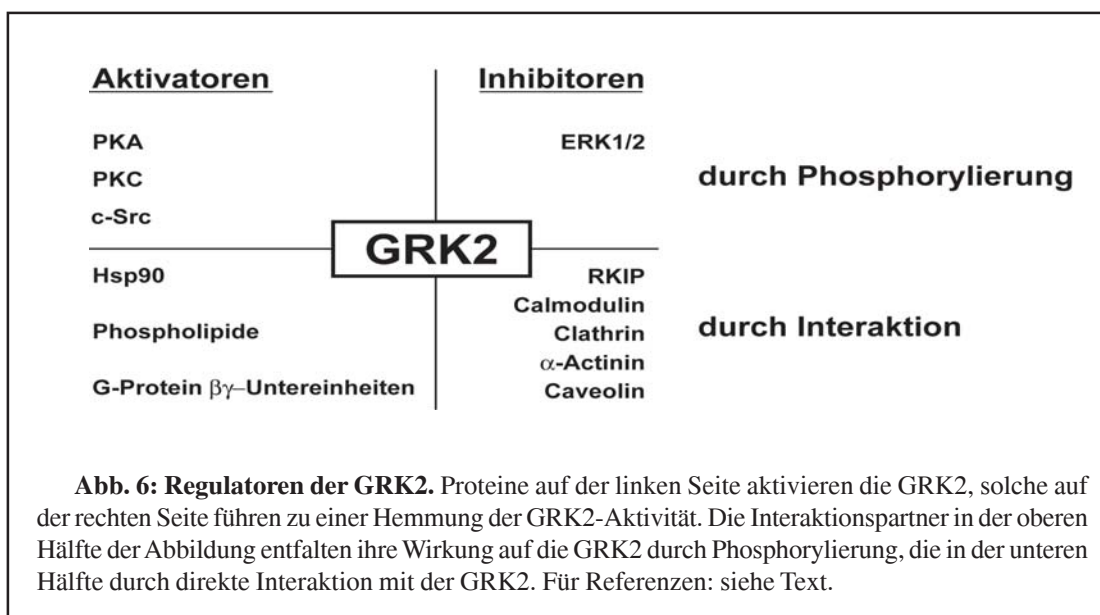 Aktivatoren
Inhibitoren
PKA
ERK1/2
PKC
durch Phosphorylierung
c-Src
GRK2
Hsp90
RKIP
Calmodulin
Phospholipide
Clathrin
durch Interaktion
α-Actinin
G-Protein βγ–Untereinheiten
Caveolin
Abb. 6: Regulatoren der GRK2. Proteine auf der linken Seite aktivieren die GRK2, solche auf
der rechten Seite führen zu einer Hemmung der GRK2-Aktivität. Die Interaktionspartner in der oberen
Hälfte der Abbildung entfalten ihre Wirkung auf die GRK2 durch Phosphorylierung, die in der unteren
Hälfte durch direkte Interaktion mit der GRK2. Für Referenzen: siehe Text.